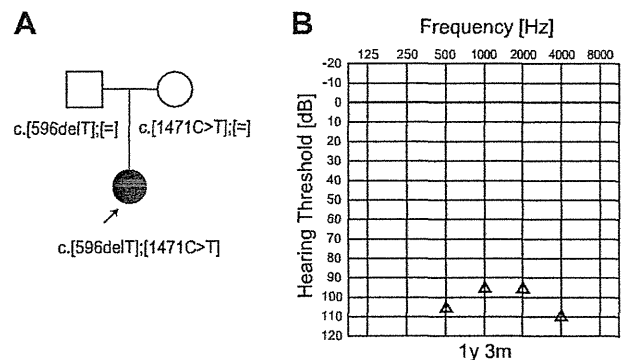 A
c.[596delT];[=]
c.[1471C>T];[=]
c.[596delT];[1471C>T]
B
Frequency [Hz]
125 250 500 1000 2000 4000 8000
Hearing Threshold [dB]
-20
-10
0
10
20
30
40
50
60
70
80
90
100
110
120
1y 3m